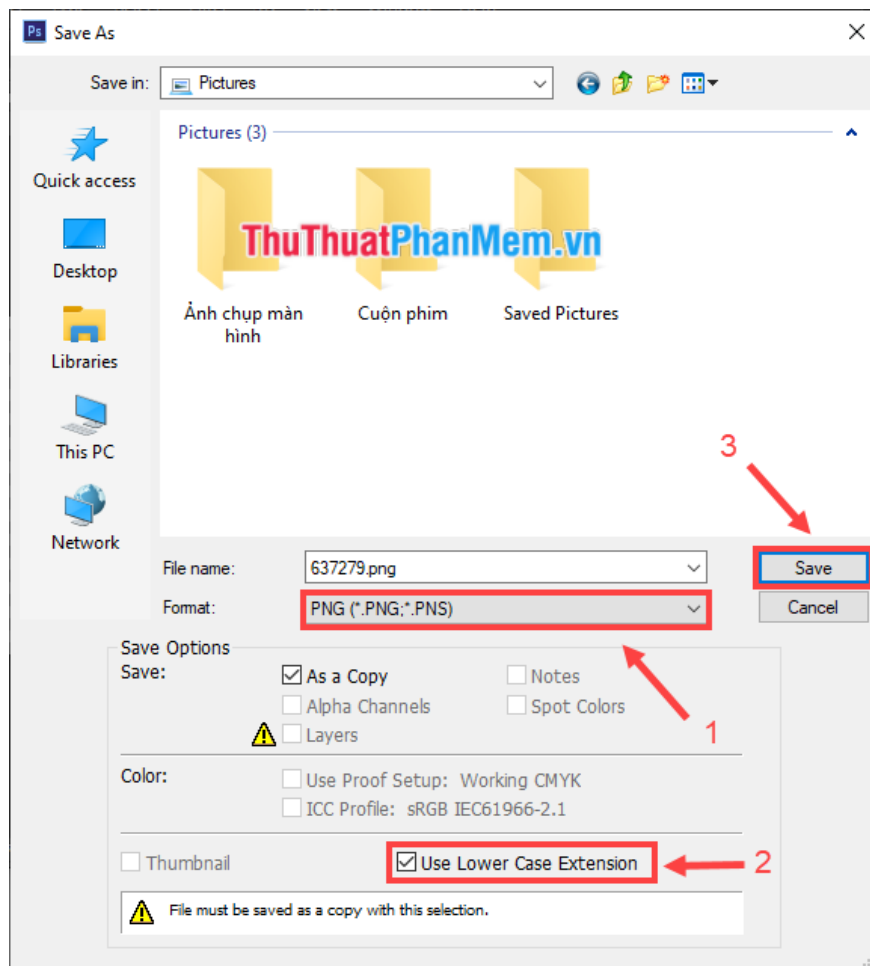 Ps Save As
Save in: Pictures
Pictures (3)
Quick access
Desktop
Libraries
This PC
Network
ThuThuatPhanMem.vn
Ảnh chụp màn
hình
Cuộn phim
Saved Pictures
3
File name: 637279.png Save
Format: PNG (*.PNG;*.PNS) Cancel
Save Options
Save: As a Copy Notes
Alpha Channels Spot Colors
Layers
1
Color: Use Proof Setup: Working CMYK
ICC Profile: sRGB IEC61966-2.1
Thumbnail Use Lower Case Extension 2
File must be saved as a copy with this selection.